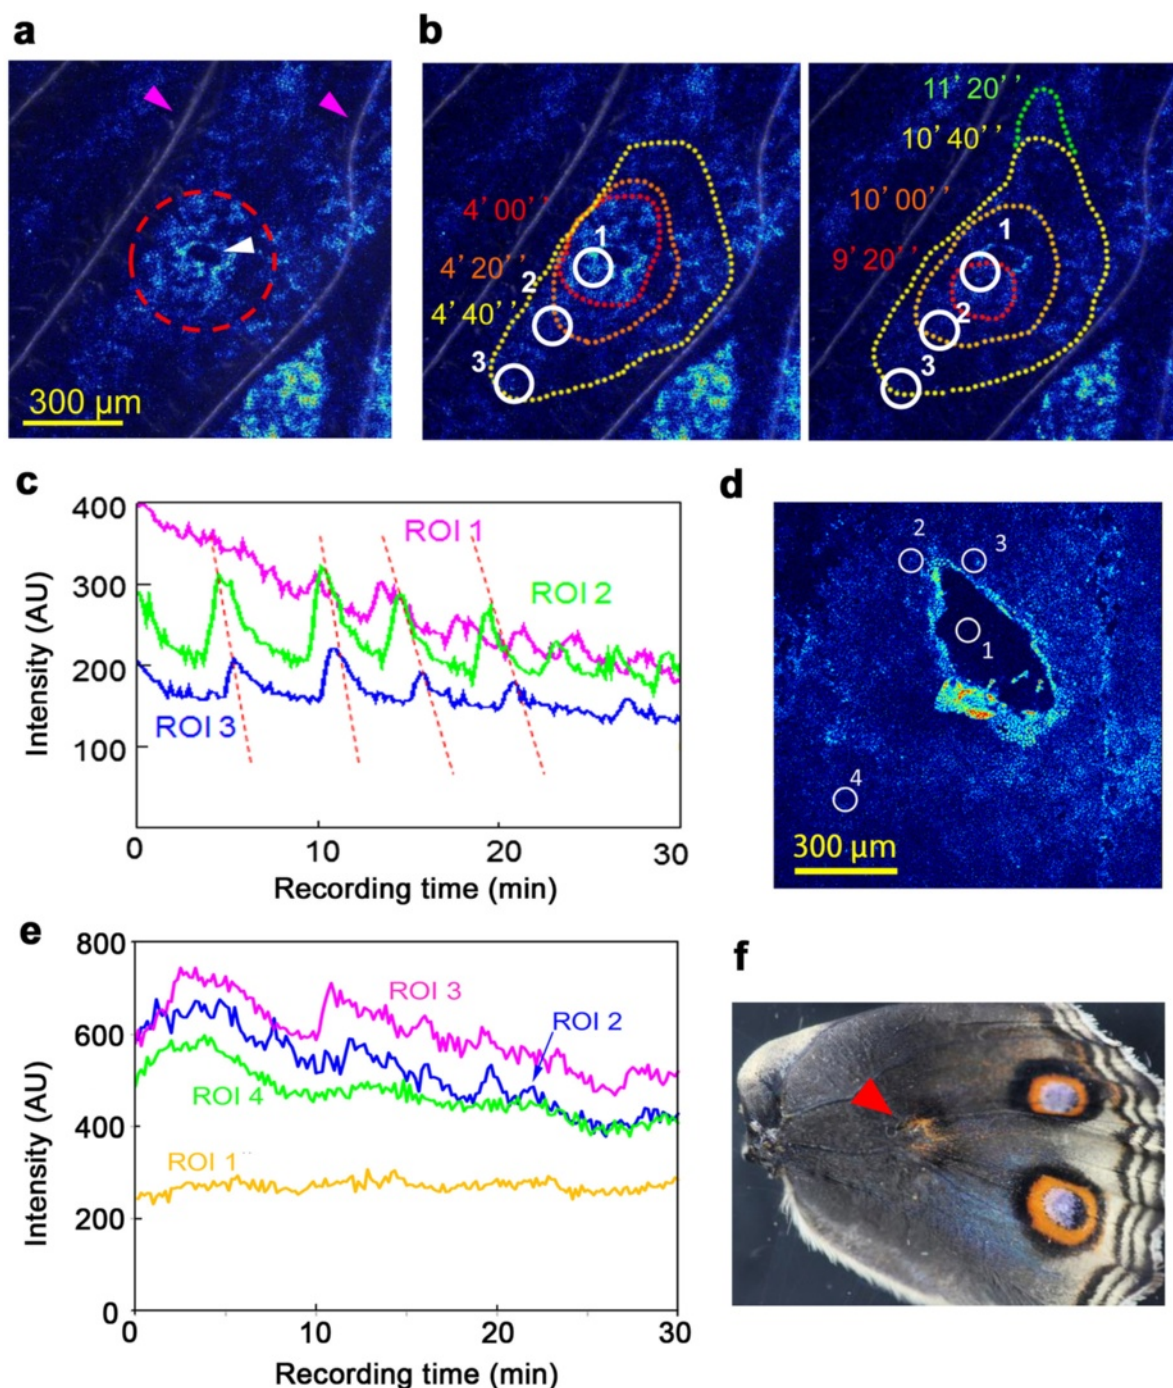 a
300 µm
b
4'00''
4'20''
4'40''
1
2
3
11'20''
10'40''
10'00''
9'20''
1
2
3
c
Intensity (AU)
400
300
200
100
0
10
20
30
ROI 1
ROI 2
ROI 3
Recording time (min)
d
2
3
1
4
300 µm
e
Intensity (AU)
800
600
400
200
0
0
10
20
30
ROI 3
ROI 2
ROI 4
ROI 1
Recording time (min)
f